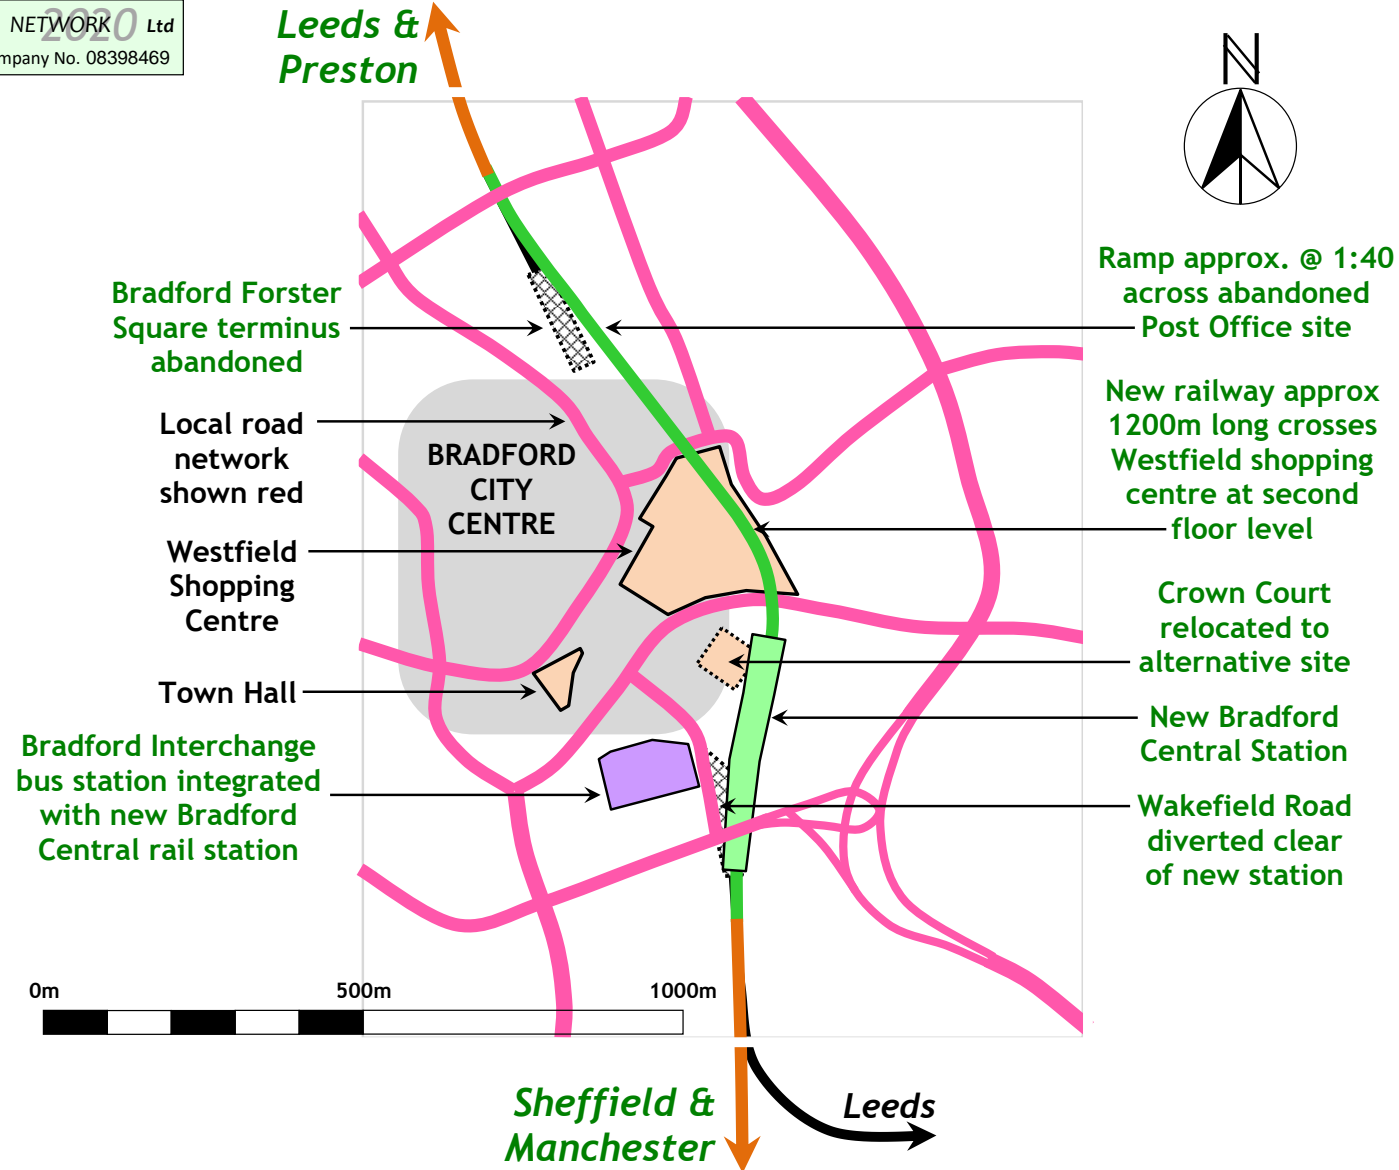 NETWORK 2020 Ltd
mpany No. 08398469
Leeds &
Preston
N
Bradford Forster
Square terminus
abandoned
Local road
network
shown red
BRADFORD
CITY
CENTRE
Westfield
Shopping
Centre
Town Hall
Bradford Interchange
bus station integrated
with new Bradford
Central rail station
Ramp approx. @ 1:40
across abandoned
Post Office site
New railway approx
1200m long crosses
Westfield shopping
centre at second
floor level
Crown Court
relocated to
alternative site
New Bradford
Central Station
Wakefield Road
diverted clear
of new station
0m 500m 1000m
Sheffield &
Manchester
Leeds